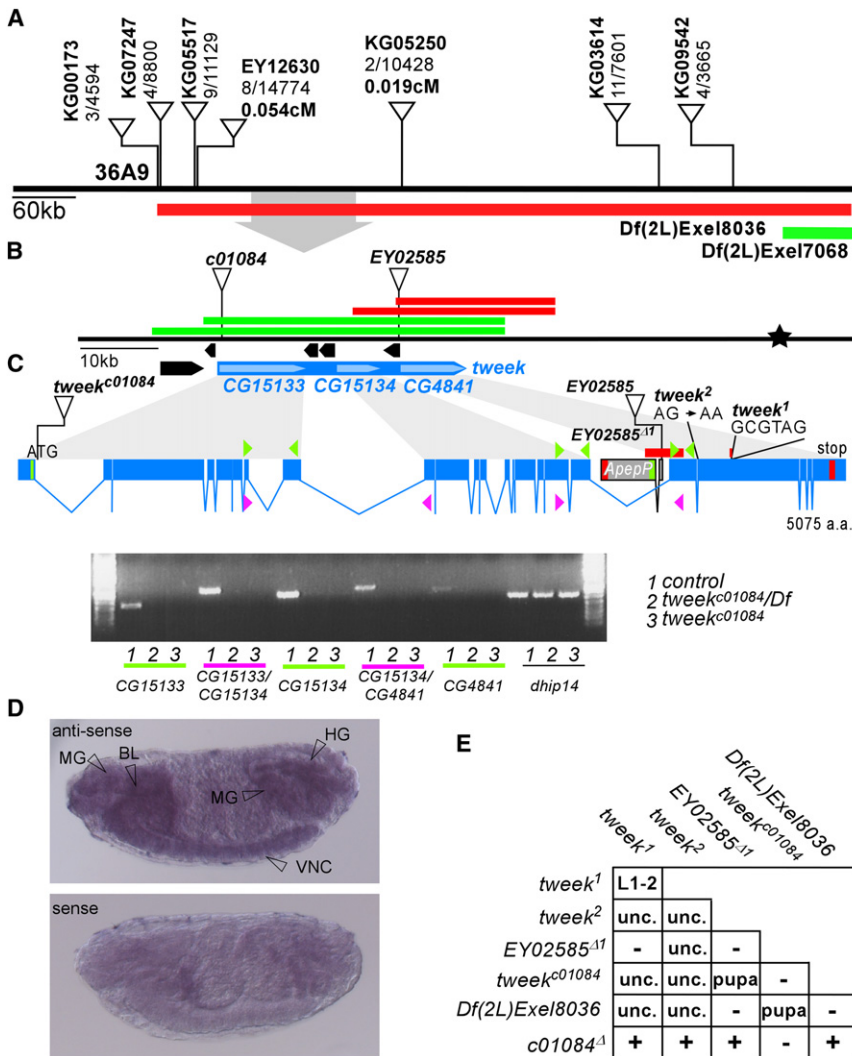 A
KG00173
3/4594
KG07247
4/8800
KG05517
9/11129
EY12630
8/14774
0.054cM
KG05250
2/10428
0.019cM
KG03614
11/7601
KG09542
4/3665
36A9
60kb
Df(2L)Exel8036
Df(2L)Exel7068
B
c01084
EY02585
10kb
tweek
CG15133
CG15134
CG4841
C
tweek^c01084
ATG
EY02585
EY02585^Δ1
tweek^2
AG → AA
tweek^1
GCGTAG
ApepP
stop
5075 a.a.
1 control
2 tweek^c01084/Df
3 tweek^c01084
1 2 3 1 2 3 1 2 3 1 2 3 1 2 3 1 2 3
CG15133
CG15133/
CG15134
CG15134
CG15134/
CG4841
CG4841
dhip14
D
anti-sense
MG
BL
HG
MG
VNC
sense
E
tweek^1
tweek^2
EY02585^Δ1
tweek^c01084
Df(2L)Exel8036
tweek^1 L1-2
tweek^2 unc. unc.
EY02585^Δ1 - unc. -
tweek^c01084 unc. unc. pupa -
Df(2L)Exel8036 unc. unc. - pupa -
c01084^Δ + + + - +